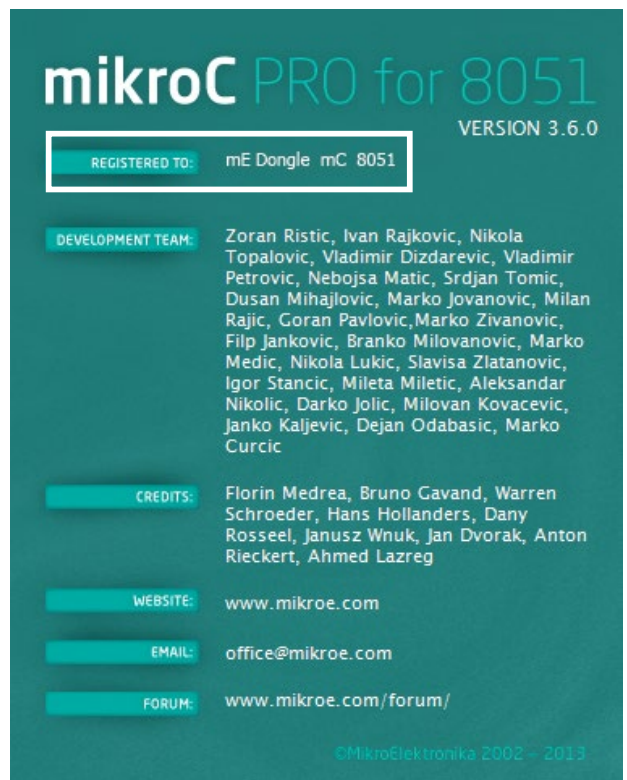 mikroC PRO for 8051
VERSION 3.6.0
REGISTERED TO: mE Dongle mC 8051
DEVELOPMENT TEAM: Zoran Ristic, Ivan Rajkovic, Nikola
Topalovic, Vladimir Dizdarevic, Vladimir
Petrovic, Nebojsa Matic, Srdjan Tomic,
Dusan Mihajlovic, Marko Jovanovic, Milan
Rajic, Goran Pavlovic,Marko Zivanovic,
Filp Jankovic, Branko Milovanovic, Marko
Medic, Nikola Lukic, Slavisa Zlatanovic,
Igor Stancic, Mileta Miletic, Aleksandar
Nikolic, Darko Jolic, Milovan Kovacevic,
Janko Kaljevic, Dejan Odabasic, Marko
Curcic
CREDITS: Florin Medrea, Bruno Gavand, Warren
Schroeder, Hans Hollanders, Dany
Rosseel, Janusz Wnuk, Jan Dvorak, Anton
Rieckert, Ahmed Lazreg
WEBSITE: www.mikroe.com
EMAIL: office@mikroe.com
FORUM: www.mikroe.com/forum/
©MikroElektronika 2002 – 2013